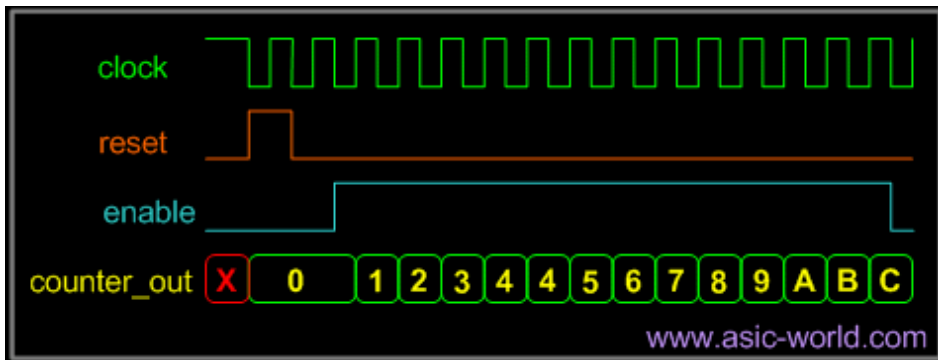 clock
reset
enable
counter_out X 0 1 2 3 4 4 5 6 7 8 9 A B C
www.asic-world.com